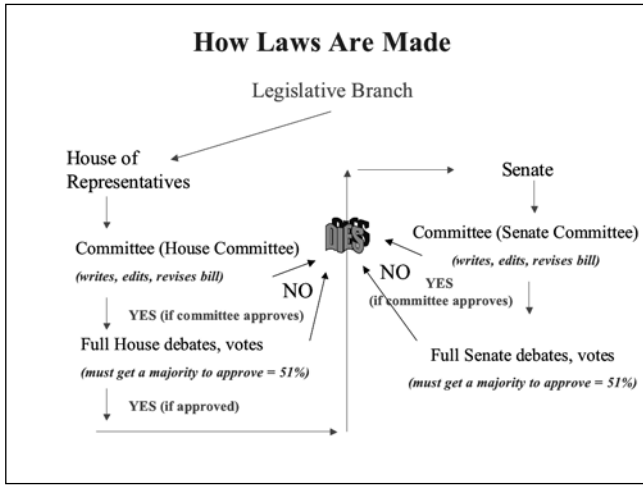 How Laws Are Made
Legislative Branch
House of
Representatives
Committee (House Committee)
(writes, edits, revises bill)
YES (if committee approves)
Full House debates, votes
(must get a majority to approve = 51%)
YES (if approved)
DIES
NO
NO
Senate
Committee (Senate Committee)
(writes, edits, revises bill)
YES
(if committee approves)
Full Senate debates, votes
(must get a majority to approve = 51%)